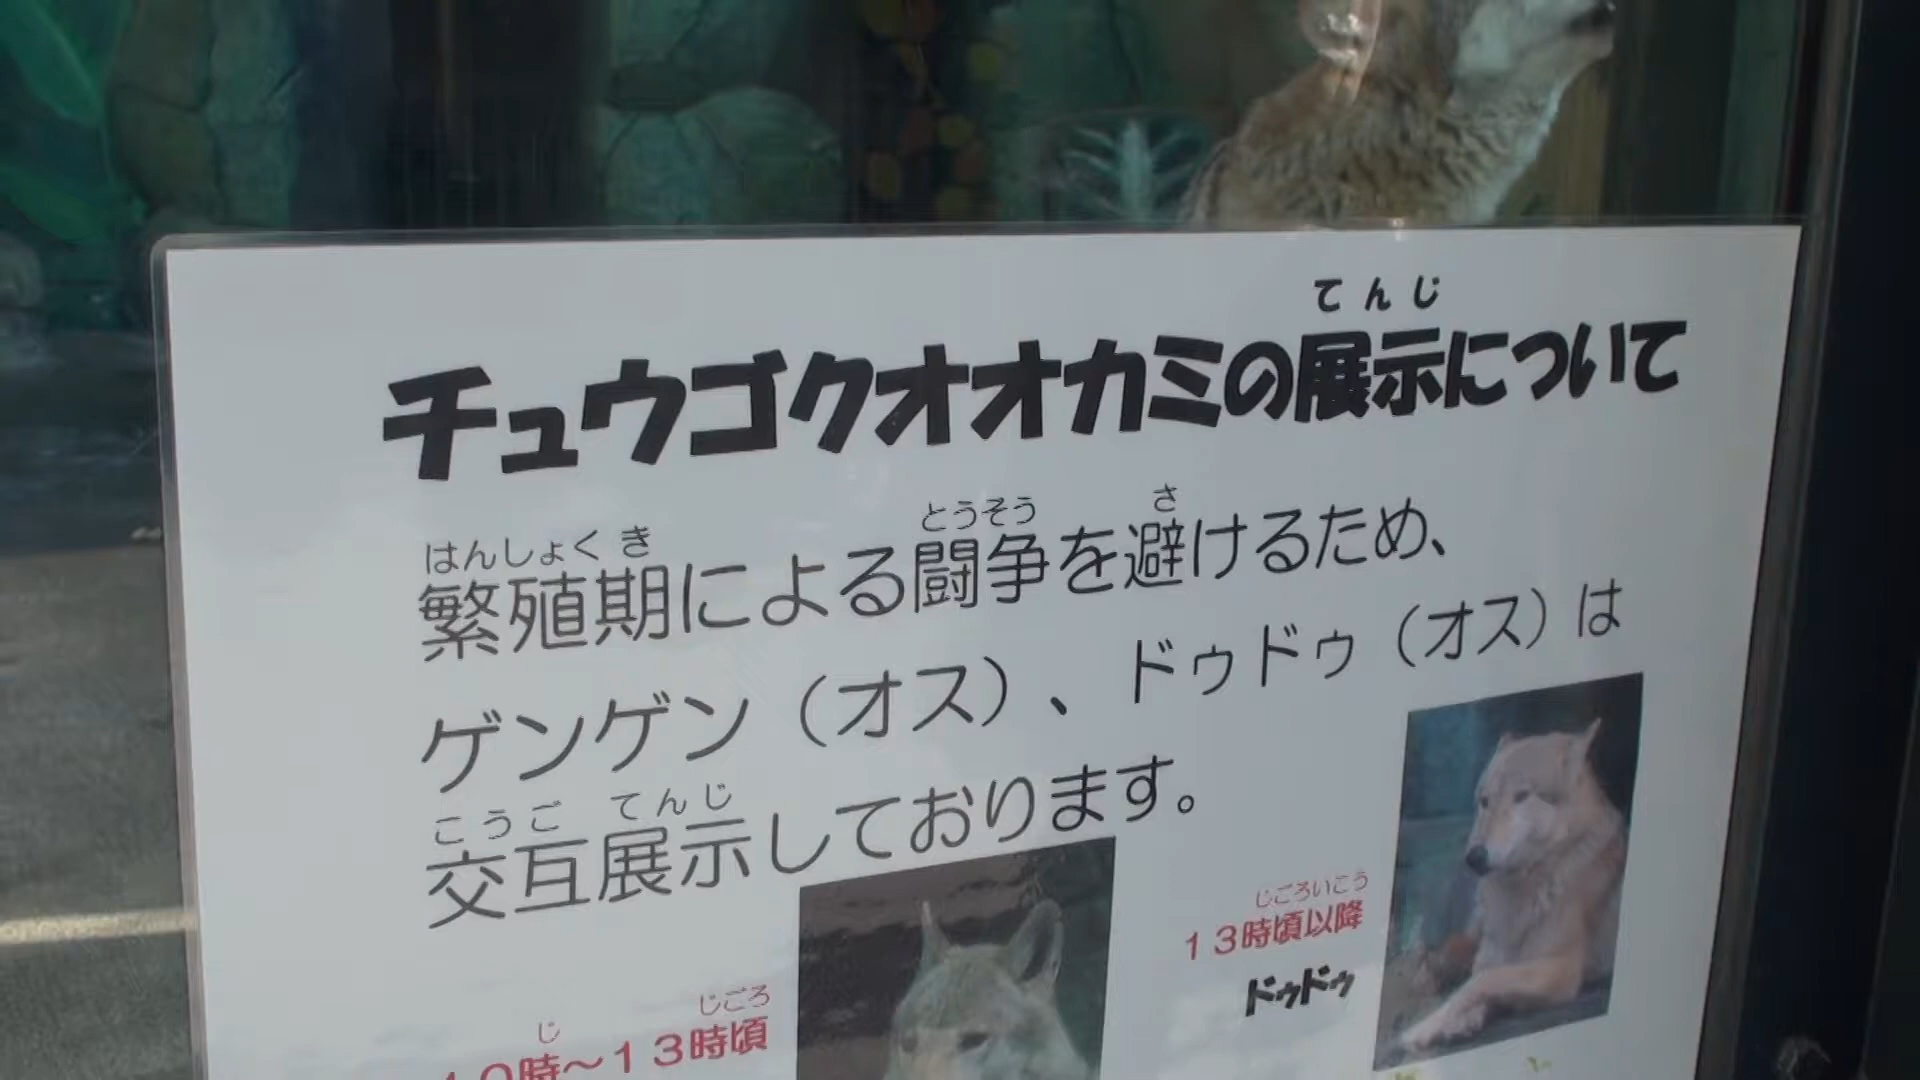 てんじ
チュウゴクオオカミの展示について
はんしょくき とうそう さ
繁殖期による闘争を避けるため、
ゲンゲン（オス）、ドゥドゥ（オス）は
こうご てんじ
交互展示しております。
じごろいこう
１３時頃以降
ドゥドゥ
じ じごろ
１０時～１３時頃